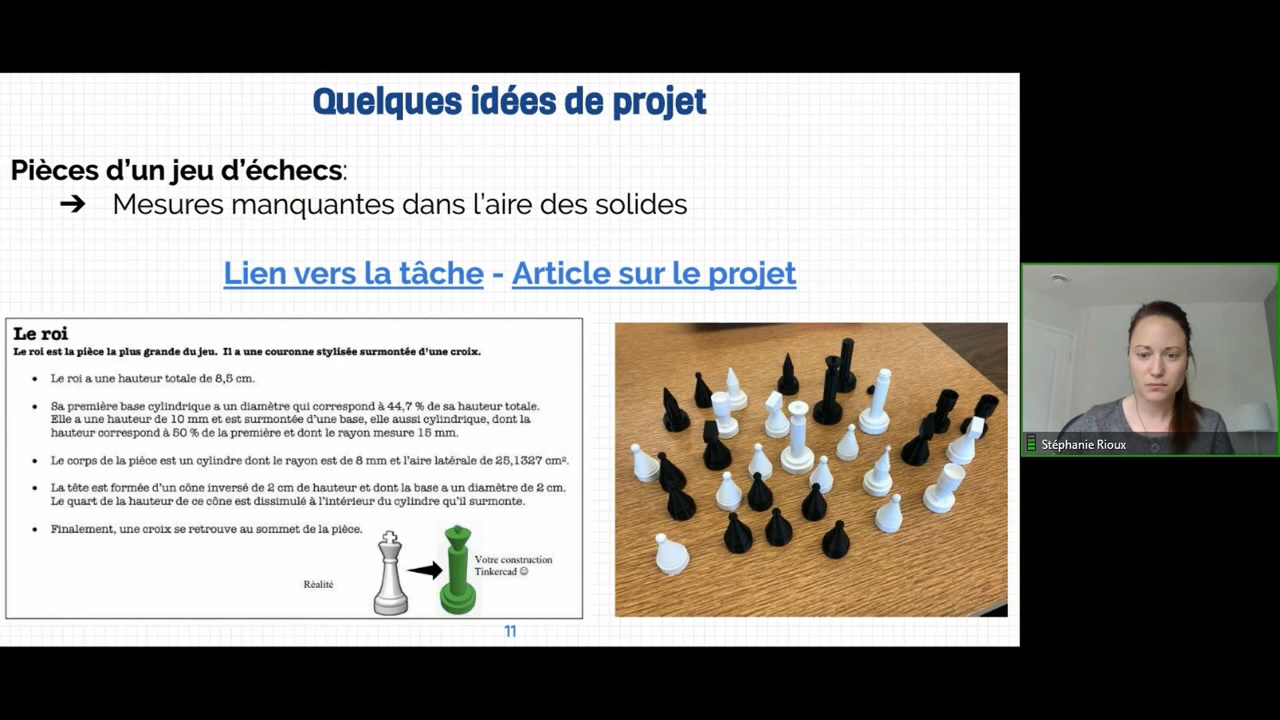 Quelques idées de projet
Pièces d'un jeu d'échecs:
➔ Mesures manquantes dans l'aire des solides
Lien vers la tâche - Article sur le projet
Le roi
Le roi est la pièce la plus grande du jeu. Il a une couronne stylisée surmontée d'une croix.
• Le roi a une hauteur totale de 8,5 cm.
• Sa première base cylindrique a un diamètre qui correspond à 44,7 % de sa hauteur totale.
Elle a une hauteur de 10 mm et est surmontée d'une base, elle aussi cylindrique, dont la
hauteur correspond à 50 % de la première et dont le rayon mesure 15 mm.
• Le corps de la pièce est un cylindre dont le rayon est de 8 mm et l'aire latérale de 25,1327 cm².
• La tête est formée d'un cône inversé de 2 cm de hauteur et dont la base a un diamètre de 2 cm.
Le quart de la hauteur de ce cône est dissimulé à l'intérieur du cylindre qu'il surmonte.
• Finalement, une croix se retrouve au sommet de la pièce.
Réalité
Votre construction
Tinkercad ☺
11
Stéphanie Rioux